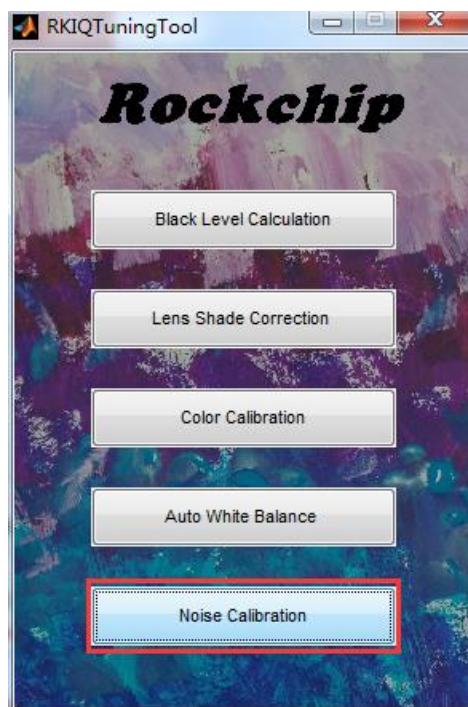 RKIQTuningTool
Rockchip
Black Level Calculation
Lens Shade Correction
Color Calibration
Auto White Balance
Noise Calibration